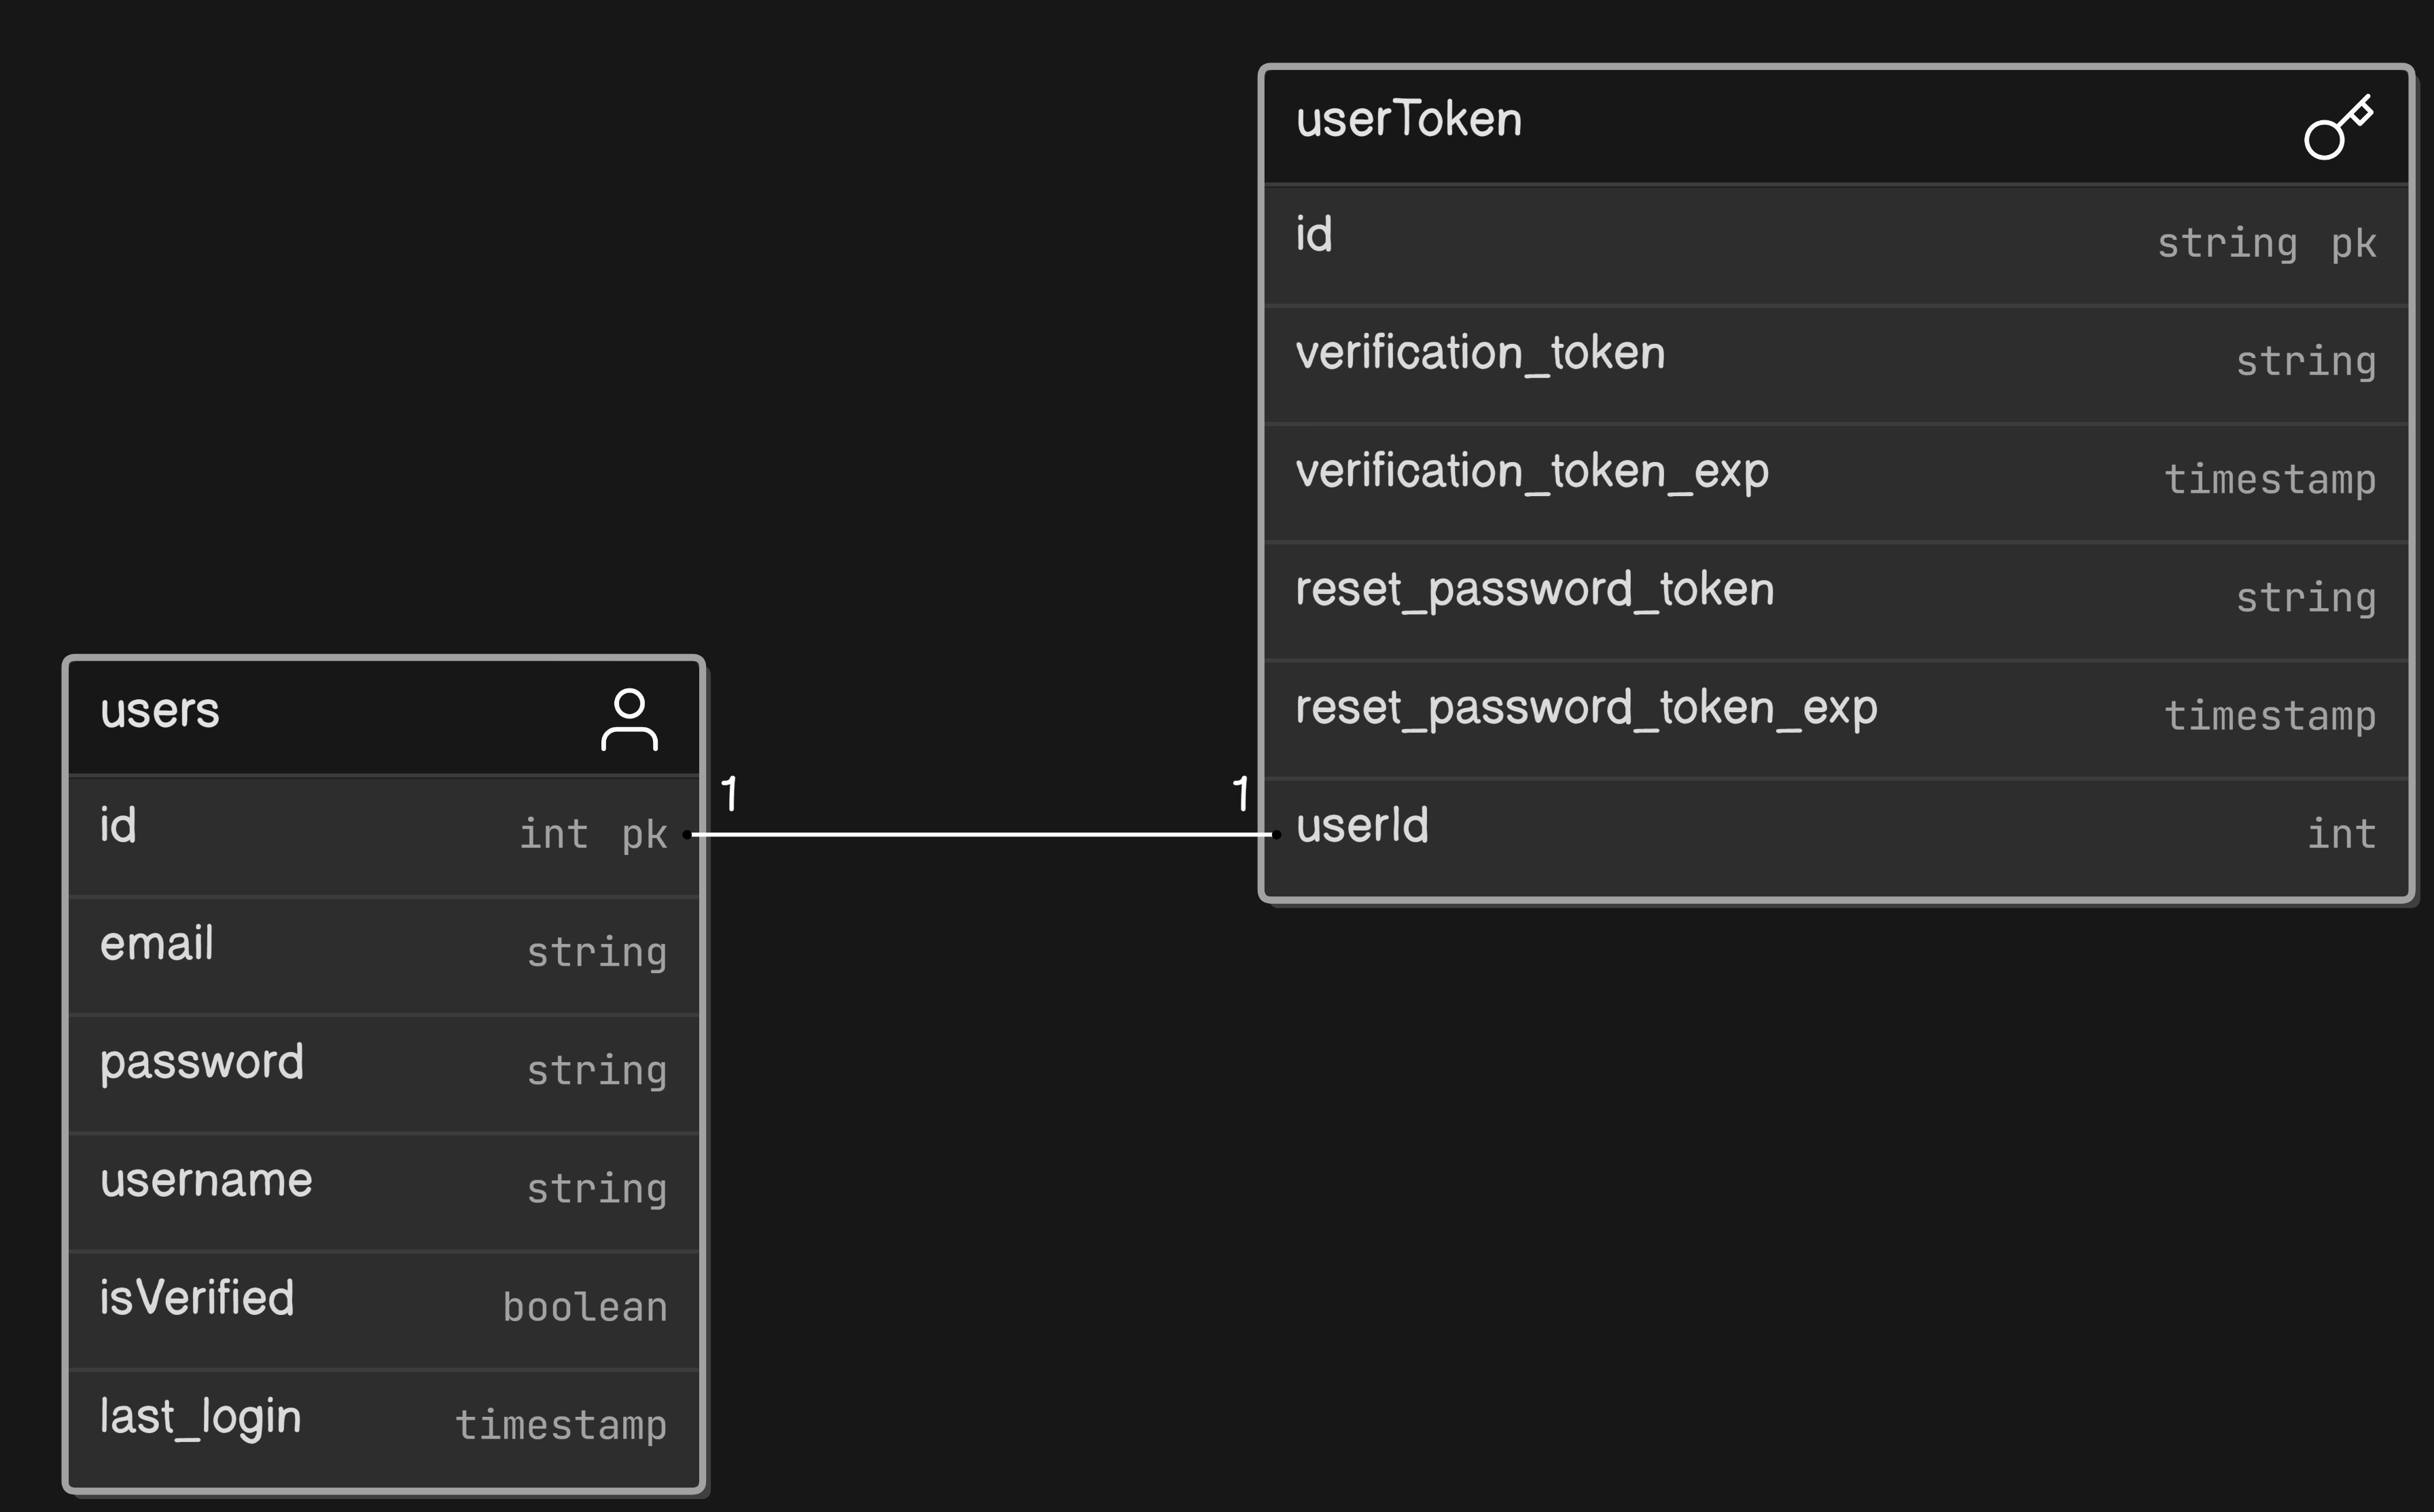 userToken
id string pk
verification_token string
verification_token_exp timestamp
reset_password_token string
reset_password_token_exp timestamp
userId int
users
id int pk
email string
password string
username string
isVerified boolean
last_login timestamp
1 1